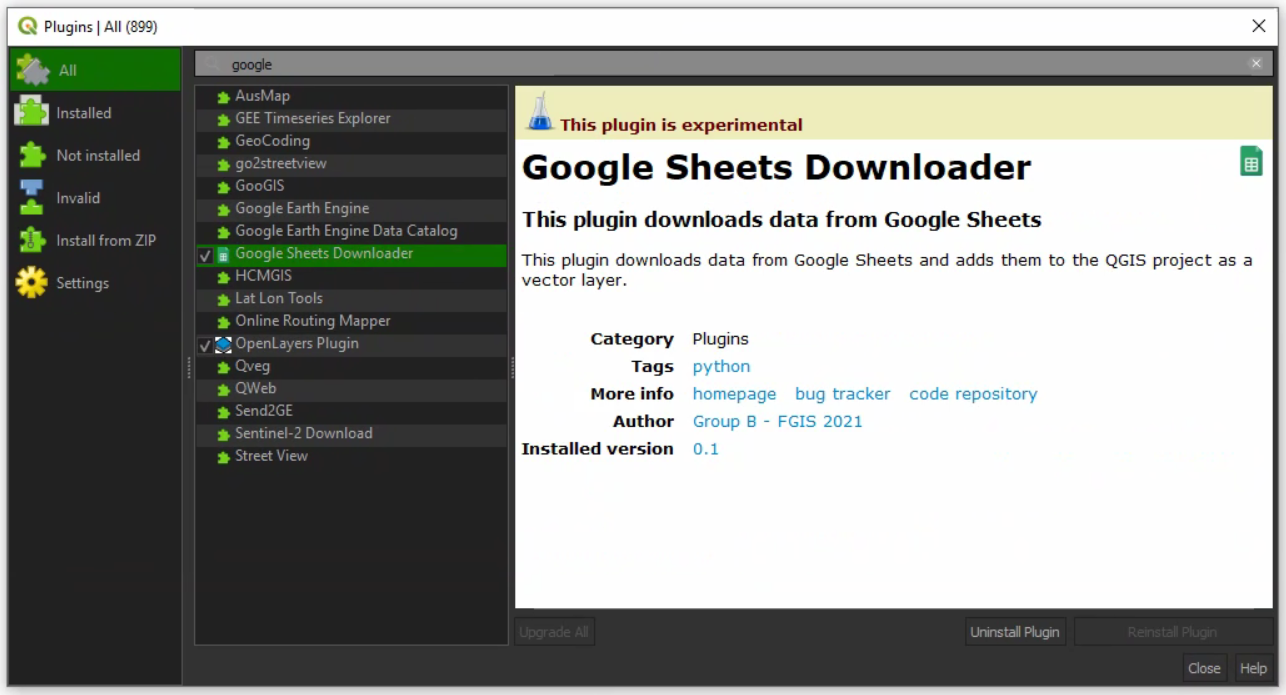 Plugins | All (899)
All
Installed
Not installed
Invalid
Install from ZIP
Settings
google
AusMap
GEE Timeseries Explorer
GeoCoding
go2streetview
GooGIS
Google Earth Engine
Google Earth Engine Data Catalog
Google Sheets Downloader
HCMGIS
Lat Lon Tools
Online Routing Mapper
OpenLayers Plugin
Qveg
QWeb
Send2GE
Sentinel-2 Download
Street View
This plugin is experimental
Google Sheets Downloader
This plugin downloads data from Google Sheets
This plugin downloads data from Google Sheets and adds them to the QGIS project as a
vector layer.
Category Plugins
Tags python
More info homepage bug tracker code repository
Author Group B - FGIS 2021
Installed version 0.1
Upgrade All Uninstall Plugin Reinstall Plugin
Close Help